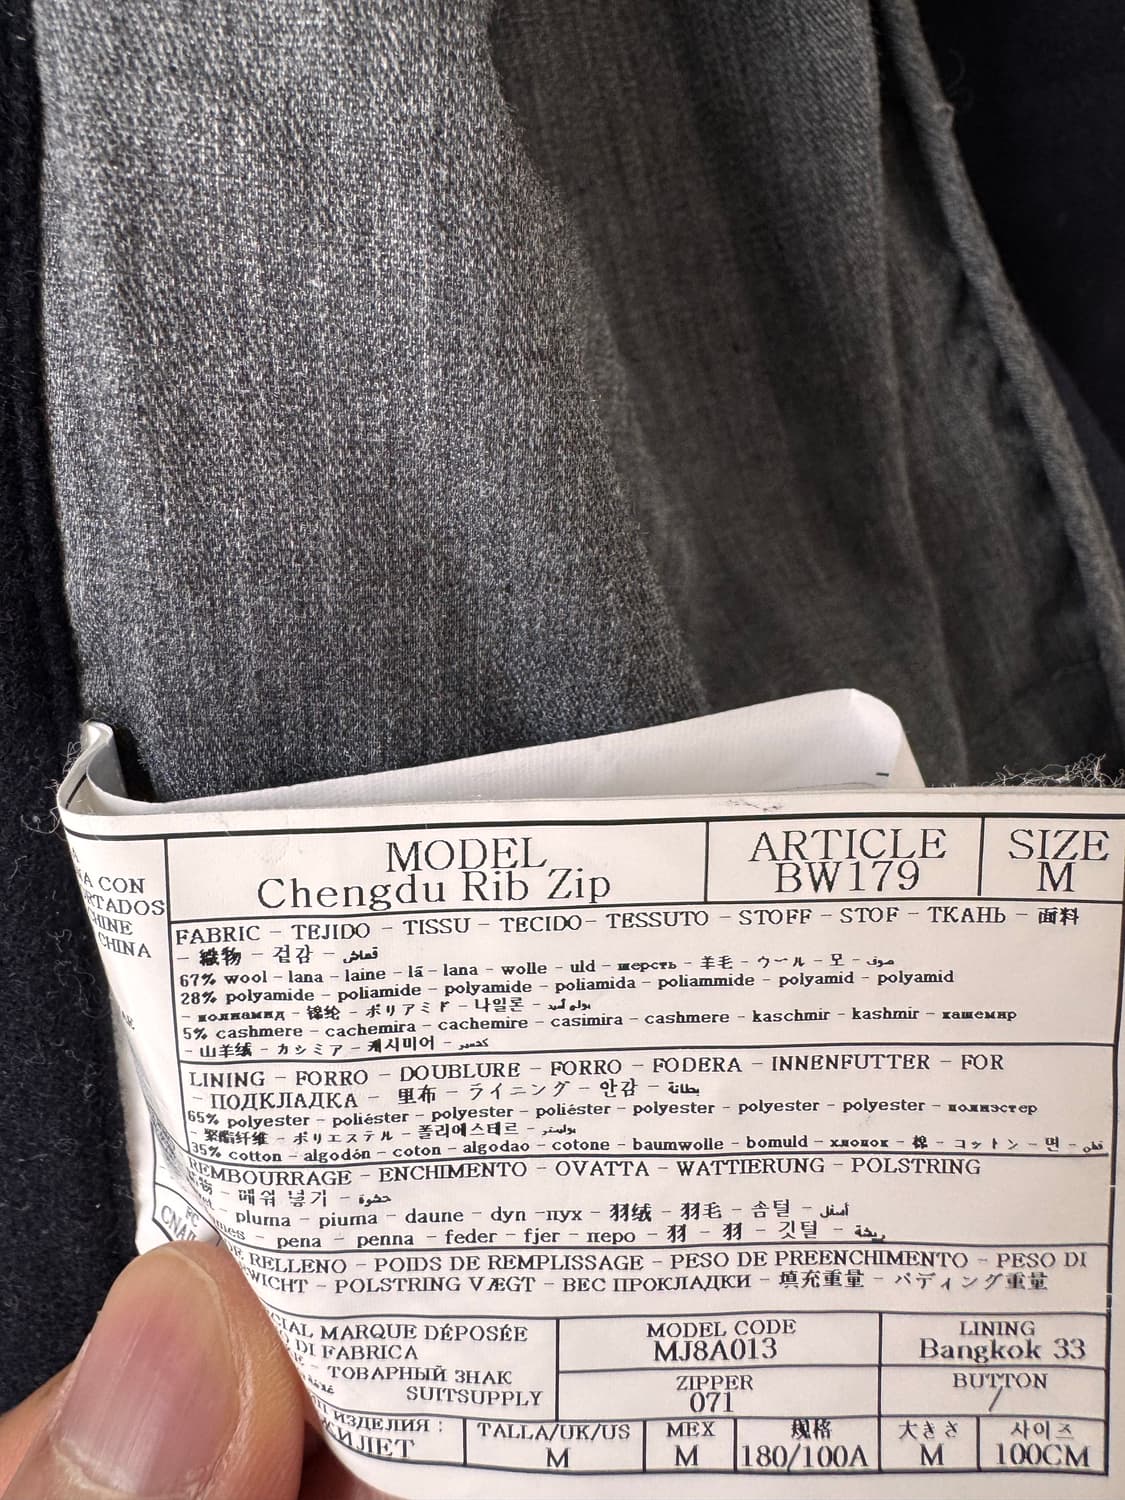 A CON
RTADOS
HINE
CHINA
MODEL
Chengdu Rib Zip
ARTICLE
BW179
SIZE
M
FABRIC - TEJIDO - TISSU - TECIDO- TESSUTO - STOFF - STOF - ТКАНЬ - 面料
- 織物 - 겉감 - قماش
67% wool - lana - laine - lã - lana - wolle - uld - шерсть - 羊毛 - ウール - 모 - صوف
28% polyamide - poliamide - polyamide - poliamida - poliammide - polyamid - polyamid
- полиамид - 锦纶 - ポリアミド - 나일론 - بولي أميد
5% cashmere - cachemira - cachemire - casimira - cashmere - kaschmir - kashmir - кашемир
- 山羊绒 - カシミア - 캐시미어 - كشمير
LINING - FORRO - DOUBLURE - FORRO - FODERA - INNENFUTTER - FOR
- ПОДКЛАДКА - 里布 - ライニング - 안감 - بطانة
65% polyester - poliéster - polyester - poliéster - polyester - polyester - polyester - полиэстер
- 聚酯纤维 - ポリエステル - 폴리에스테르 - بوليستر
35% cotton - algodón - coton - algodao - cotone - baumwolle - bomuld - хлопок - 棉 - コットン - 면 - قطن
REMBOURRAGE - ENCHIMENTO - OVATTA - WATTIERUNG - POLSTRING
- 메워 넣기 - حشوة
- pluma - piuma - daune - dyn -пух - 羽绒 - 羽毛 - 솜털 - أسفل
- pena - penna - feder - fjer - перо - 羽 - 羽 - 깃털 - ريشة
DE RELLENO - POIDS DE REMPLISSAGE - PESO DE PREENCHIMENTO - PESO DI
WICHT - POLSTRING VÆGT - ВЕС ПРОКЛАДКИ - 填充重量 - パディング重量
CIAL MARQUE DÉPOSÉE
DI FABRICA
- ТОВАРНЫЙ ЗНАК
SUITSUPPLY
MODEL CODE
MJ8A013
LINING
Bangkok 33
ZIPPER
071
BUTTON
/
ИЗДЕЛИЯ :
ЖИЛЕТ
TALLA/UK/US
M
MEX
M
规格
180/100A
大きさ
M
사이즈
100CM